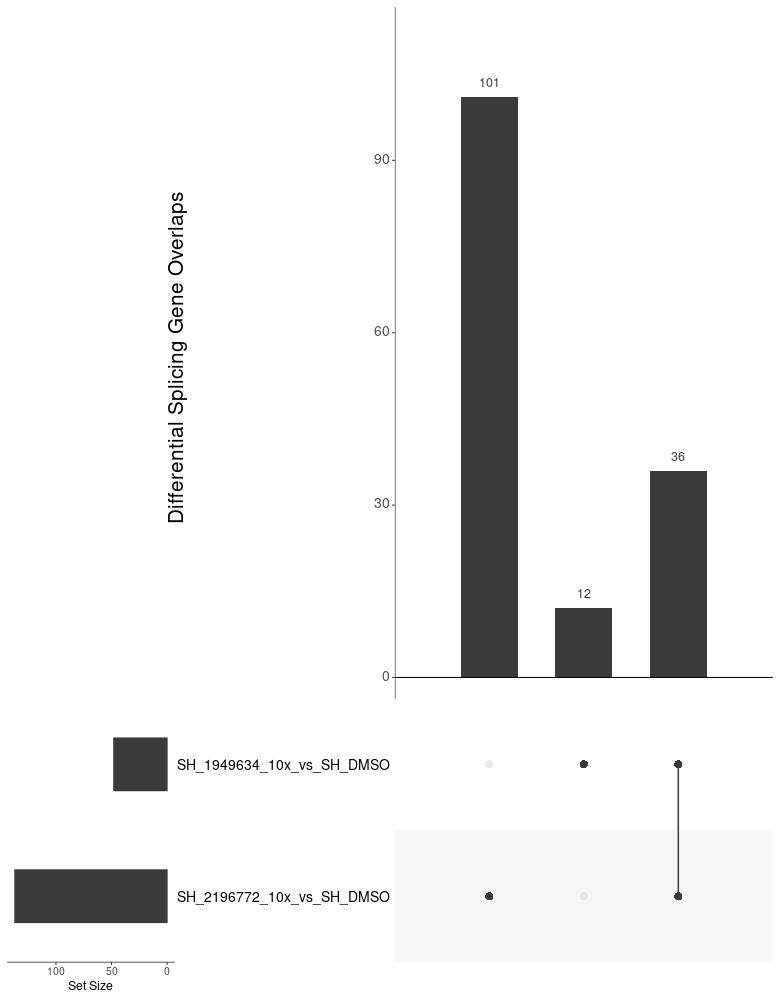 Differential Splicing Gene Overlaps
101
90
60
36
30
12
0
SH_1949634_10x_vs_SH_DMSO
SH_2196772_10x_vs_SH_DMSO
100 50 0
Set Size